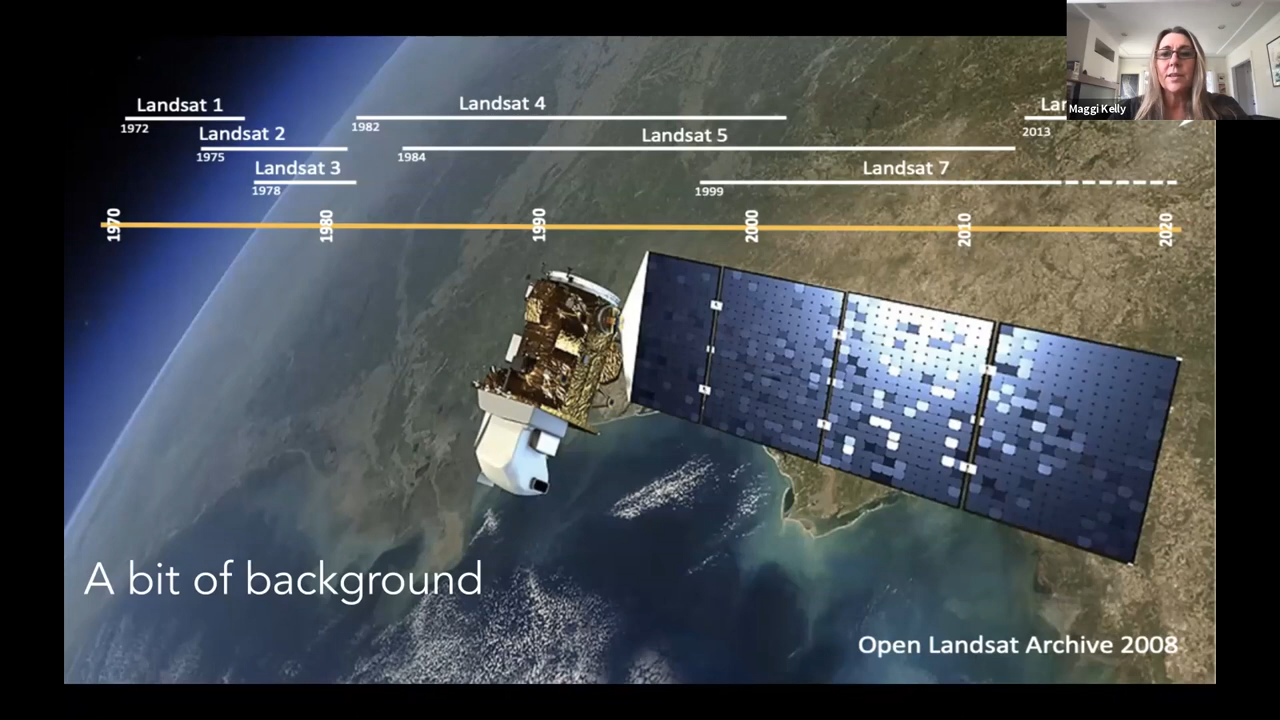 Landsat 1
1972
Landsat 2
1975
Landsat 3
1978
Landsat 4
1982
Landsat 5
1984
Landsat 7
1999
2013
Maggi Kelly
1970
1980
1990
2000
2010
2020
A bit of background
Open Landsat Archive 2008